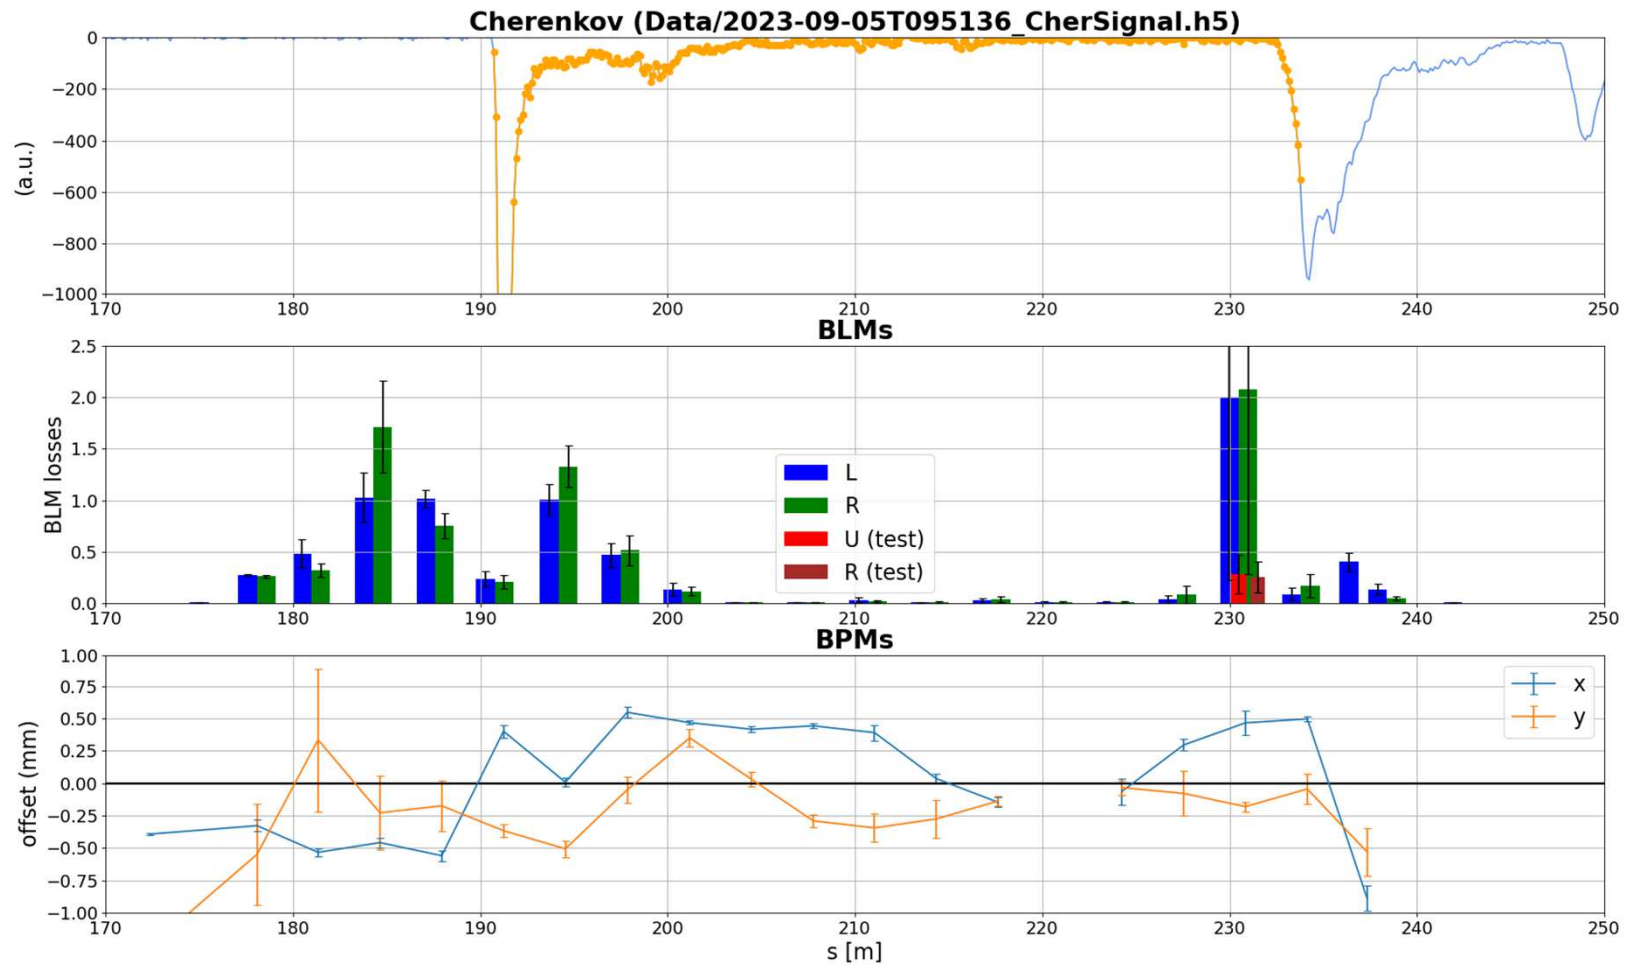 Cherenkov (Data/2023-09-05T095136_CherSignal.h5)
0
−200
−400
−600
−800
−1000
(a.u.)
170 180 190 200 210 220 230 240 250
BLMs
2.5
2.0
1.5
1.0
0.5
0.0
BLM losses
L
R
U (test)
R (test)
170 180 190 200 210 220 230 240 250
BPMs
1.00
0.75
0.50
0.25
0.00
−0.25
−0.50
−0.75
−1.00
offset (mm)
x
y
170 180 190 200 210 220 230 240 250
s [m]